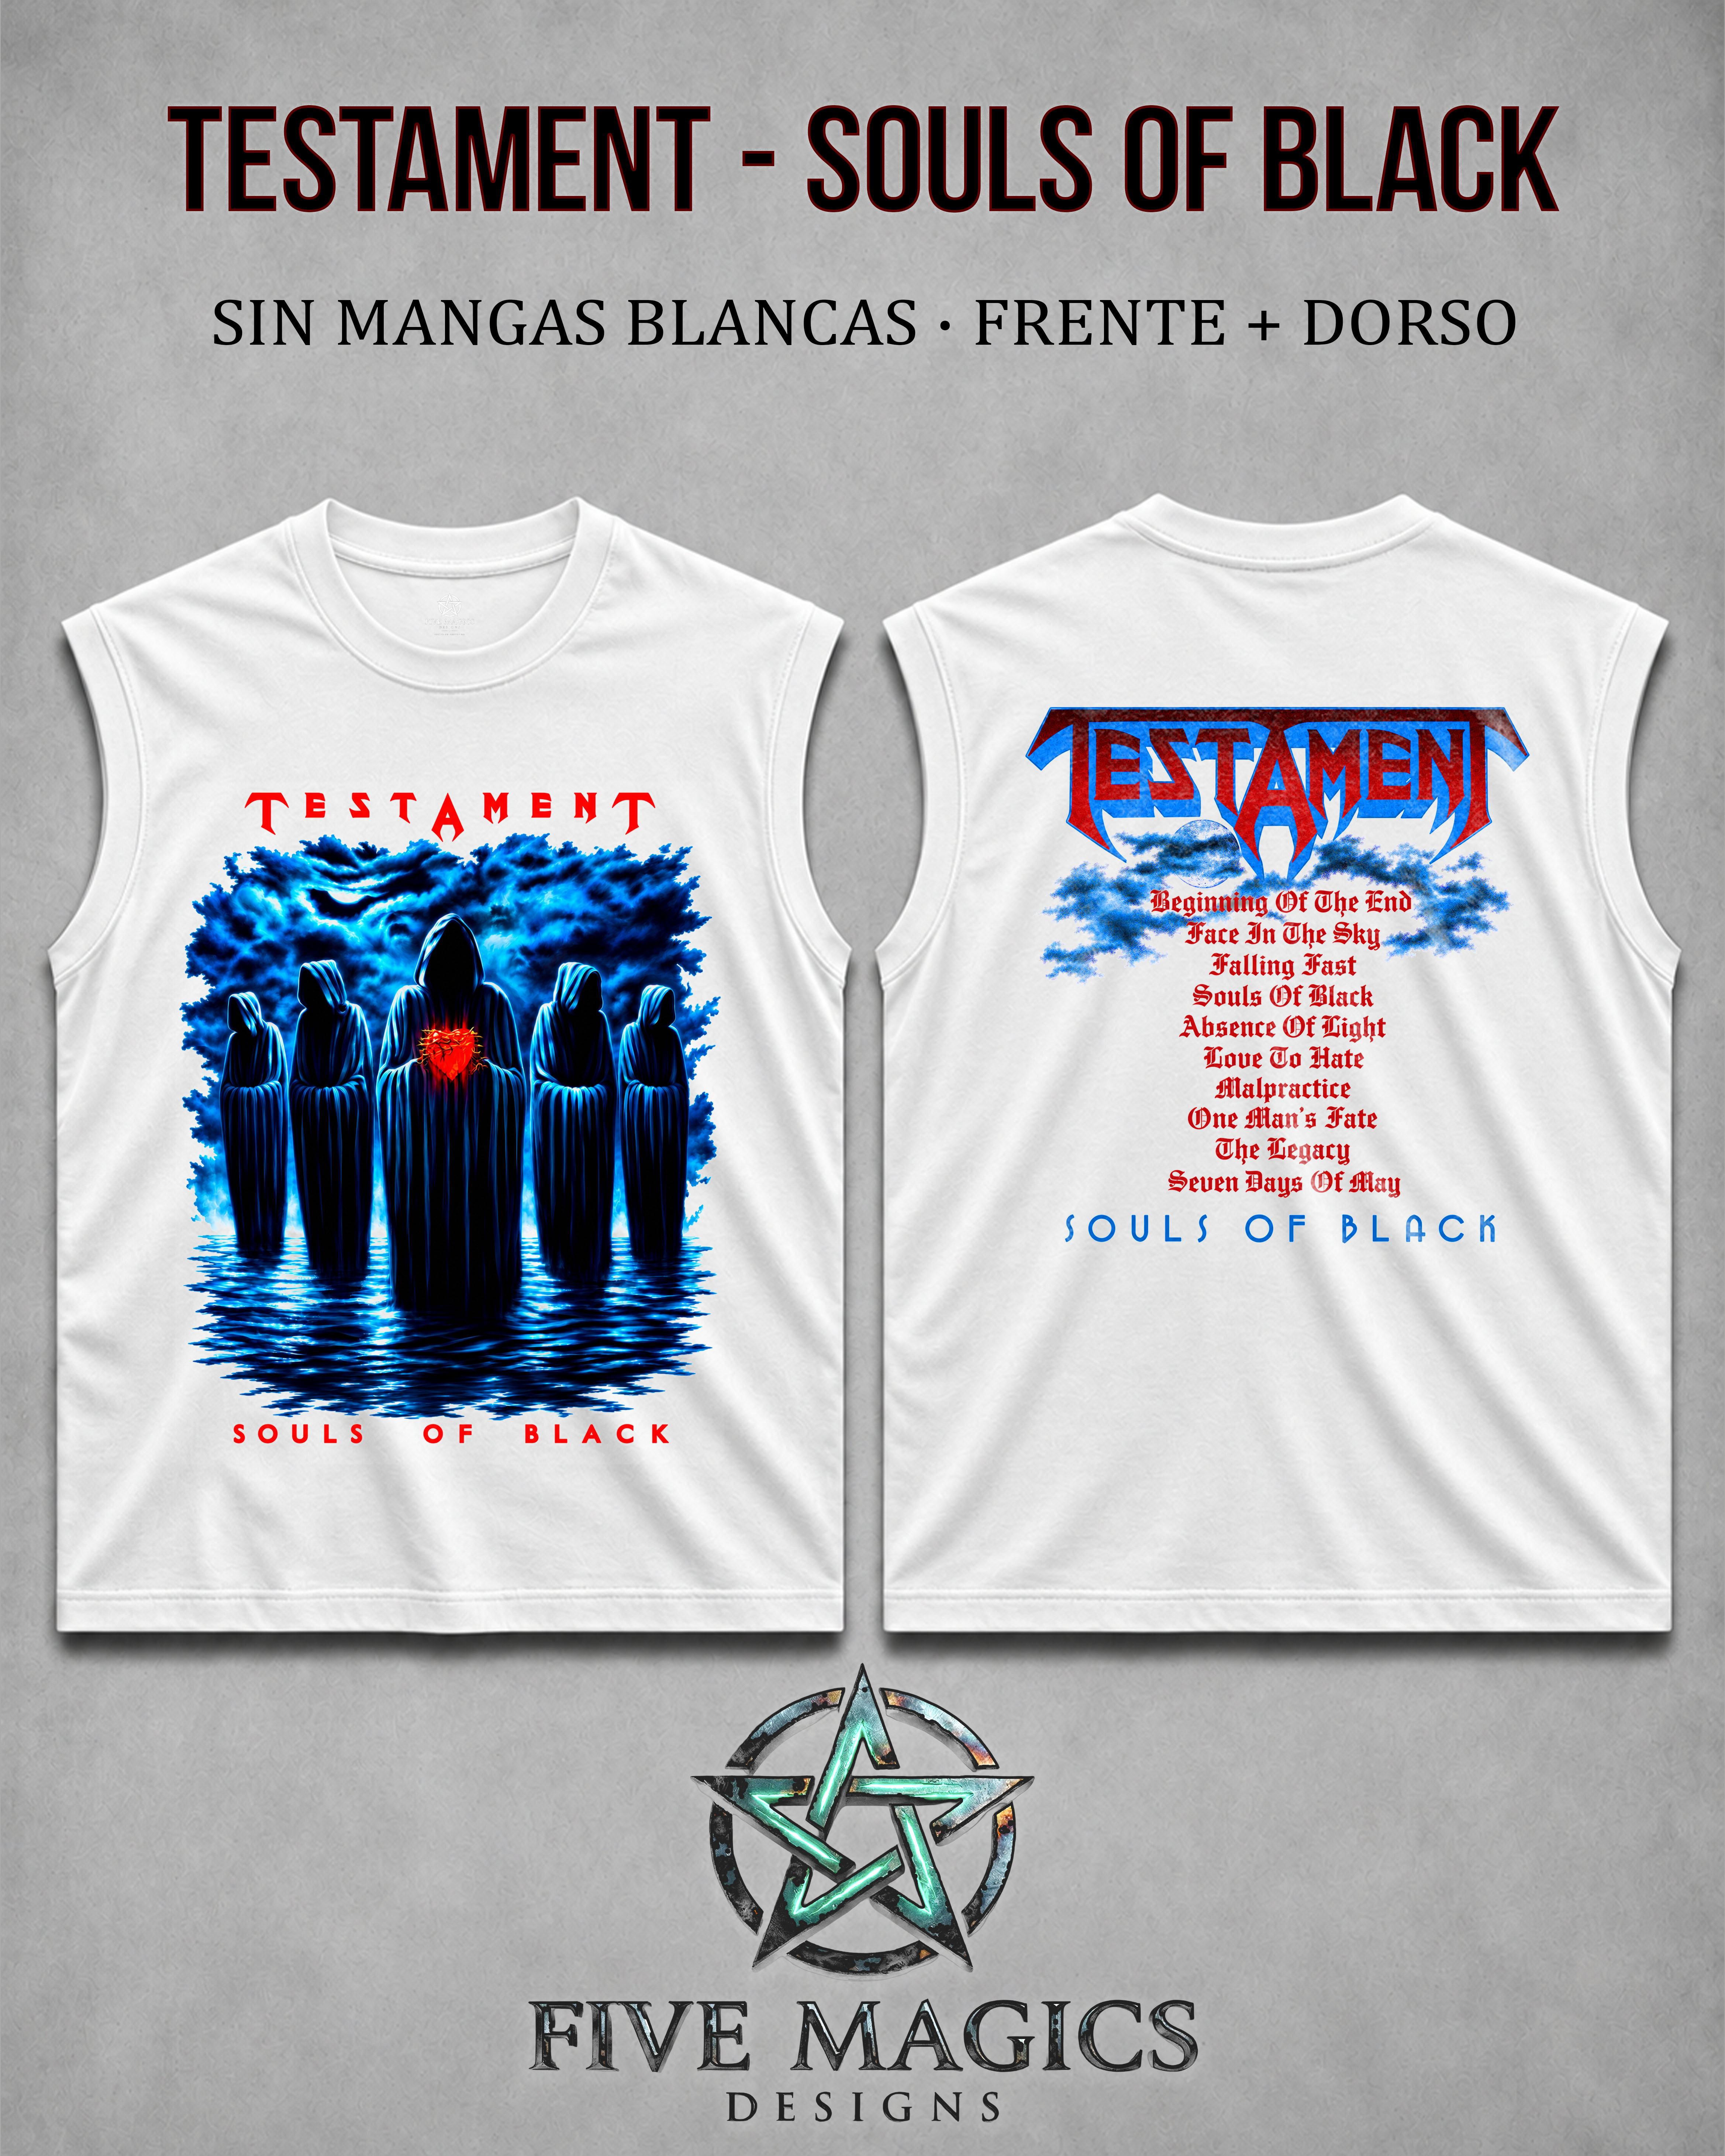 TESTAMENT - SOULS OF BLACK
SIN MANGAS BLANCAS · FRENTE + DORSO
TESTAMENT
SOULS OF BLACK
TESTAMENT
Beginning Of The End
Face In The Sky
Falling Fast
Souls Of Black
Absence Of Light
Love To Hate
Malpractice
One Man's Fate
The Legacy
Seven Days Of May
SOULS OF BLACK
FIVE MAGICS
DESIGNS